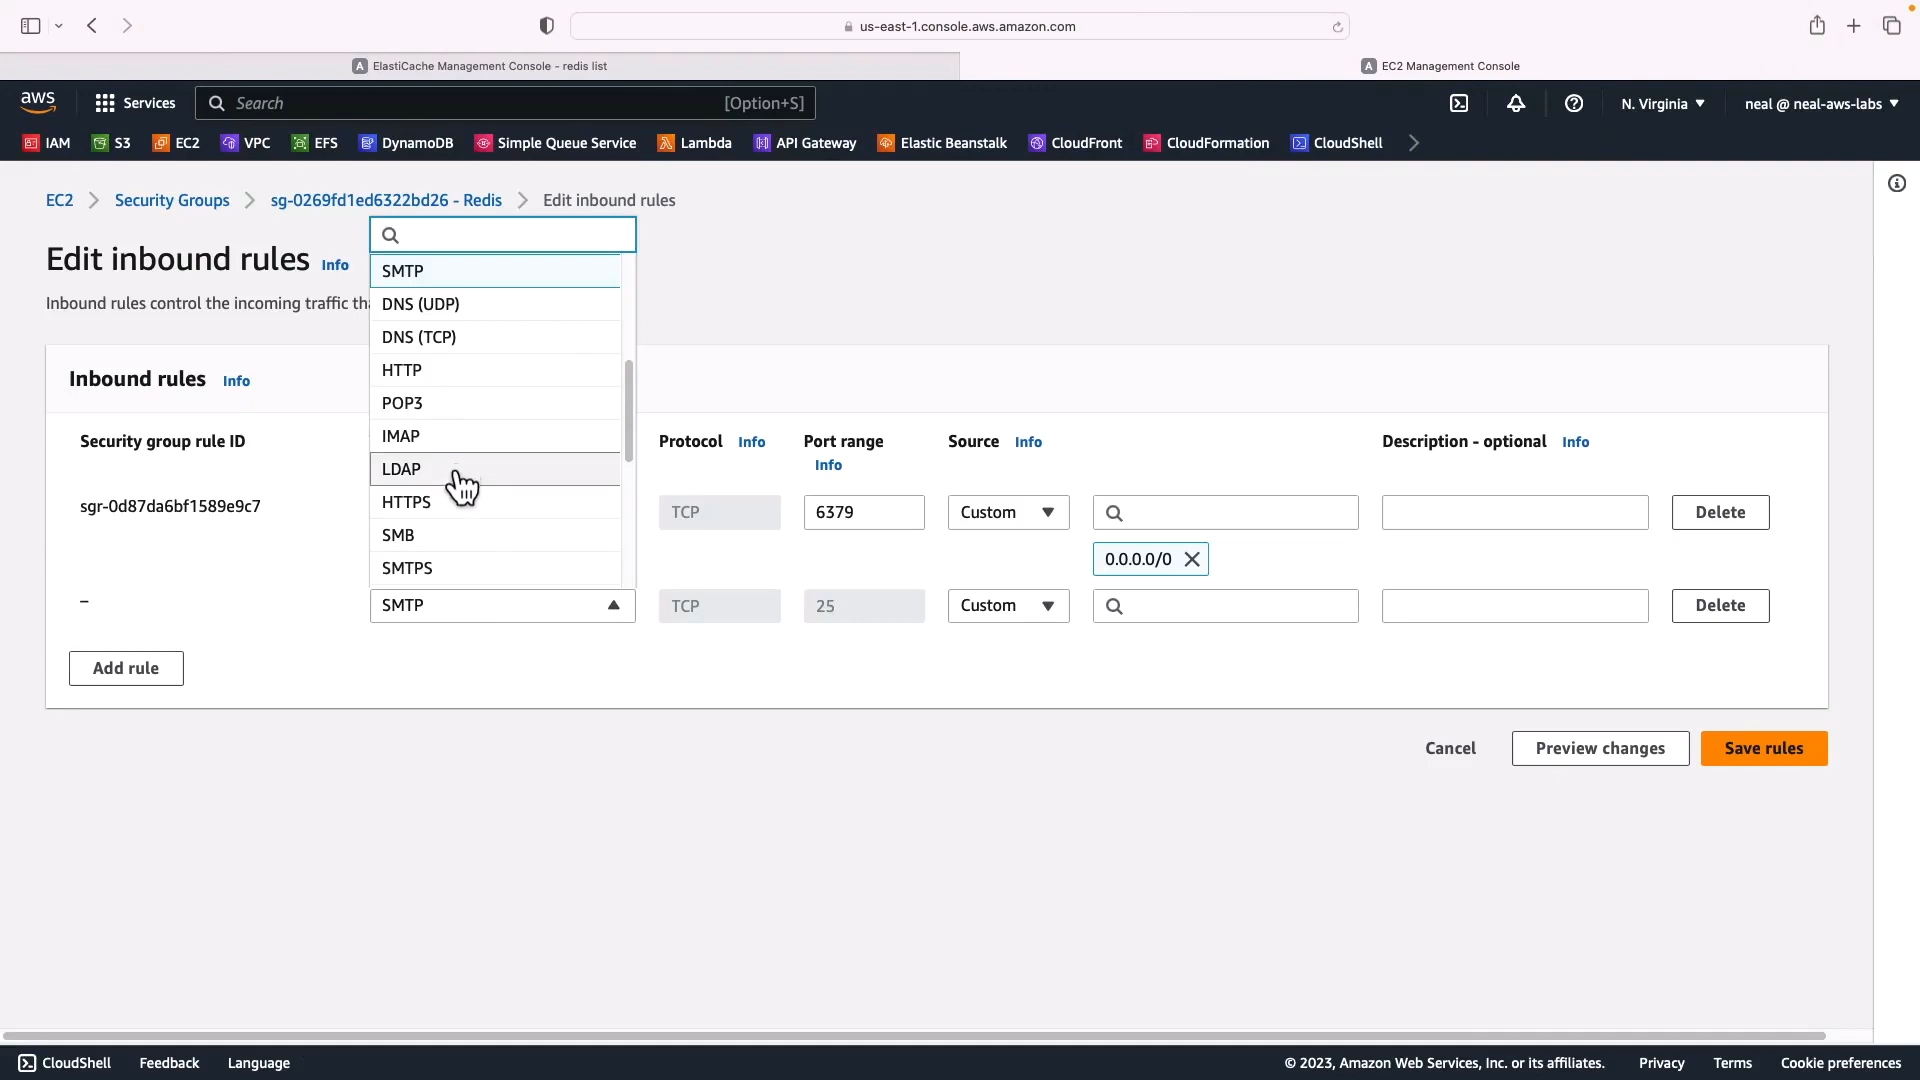 us-east-1.console.aws.amazon.com
A ElastiCache Management Console - redis list
A EC2 Management Console
aws Services Search [Option+S] N. Virginia neal @ neal-aws-labs
IAM S3 EC2 VPC EFS DynamoDB Simple Queue Service Lambda API Gateway Elastic Beanstalk CloudFront CloudFormation CloudShell
EC2 Security Groups sg-0269fd1ed6322bd26 - Redis Edit inbound rules
Edit inbound rules Info
Inbound rules control the incoming traffic tha
SMTP
DNS (UDP)
DNS (TCP)
HTTP
POP3
IMAP
LDAP
HTTPS
SMB
SMTPS
Inbound rules Info
Security group rule ID Protocol Info Port range Info Source Info Description - optional Info
sgr-0d87da6bf1589e9c7 TCP 6379 Custom Delete
0.0.0.0/0
– SMTP TCP 25 Custom Delete
Add rule
Cancel Preview changes Save rules
CloudShell Feedback Language © 2023, Amazon Web Services, Inc. or its affiliates. Privacy Terms Cookie preferences